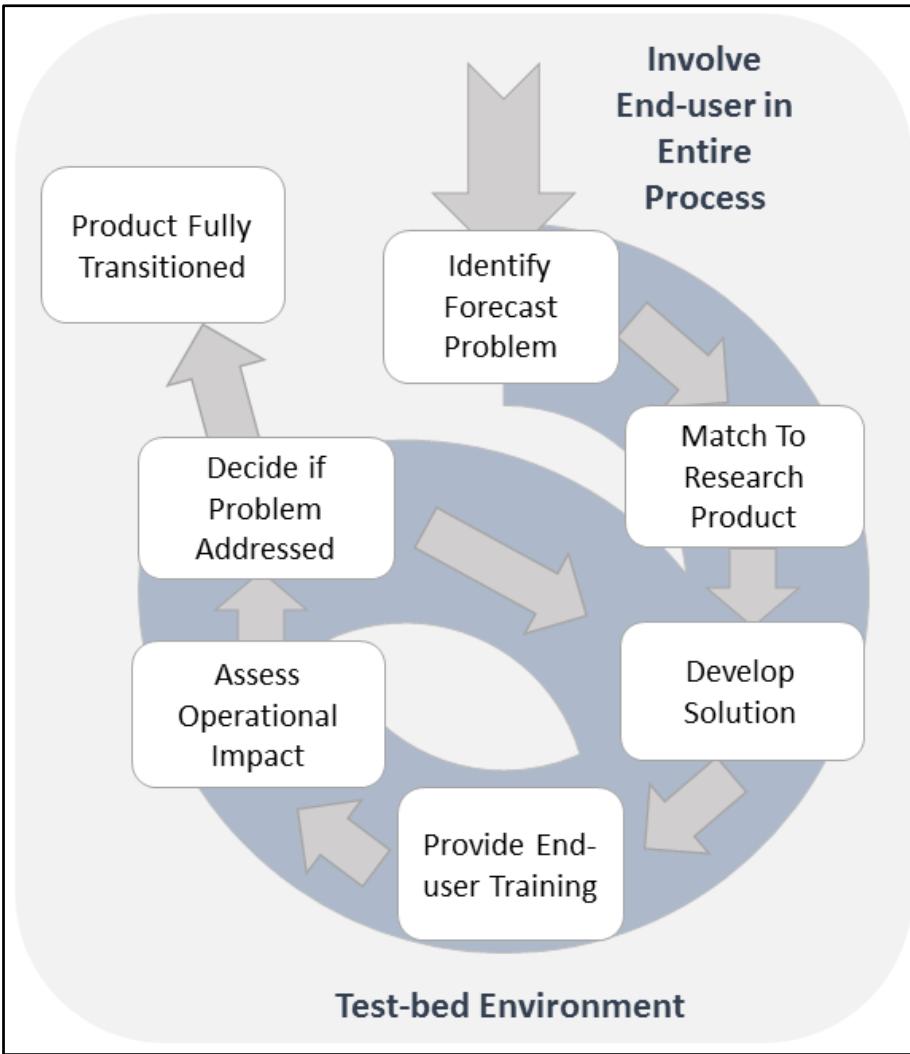 Involve
End-user in
Entire
Process
Product Fully
Transitioned
Identify
Forecast
Problem
Match To
Research
Product
Decide if
Problem
Addressed
Develop
Solution
Assess
Operational
Impact
Provide End-
user Training
Test-bed Environment